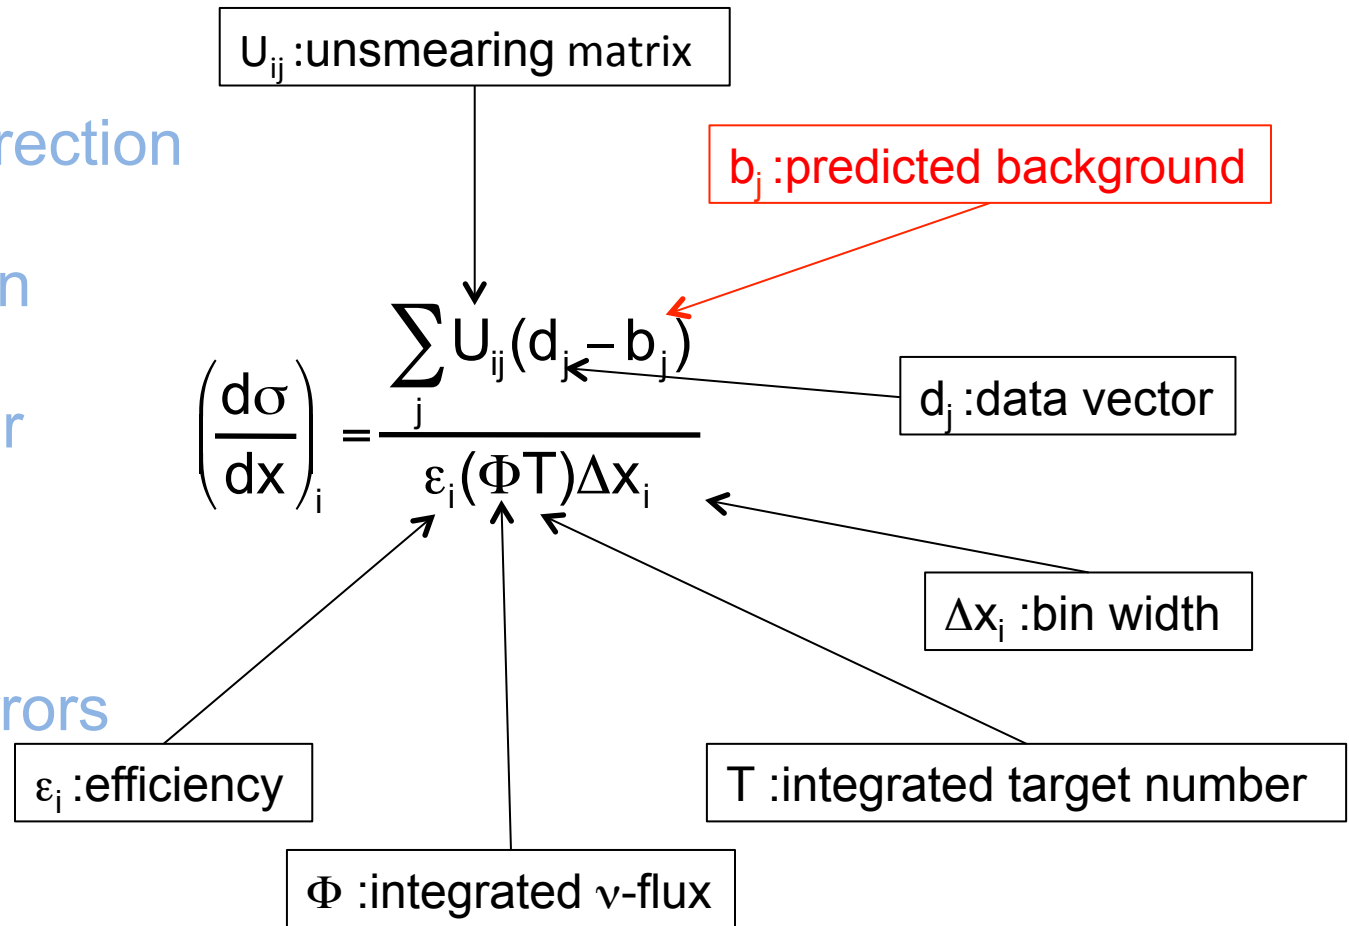 U_ij :unsmearing matrix
rection
b_j :predicted background
n
(dσ/dx)_i = ∑_j U_ij(d_j – b_j) / ε_i(ΦT)Δx_i
d_j :data vector
r
Δx_i :bin width
rrors
ε_i :efficiency
T :integrated target number
Φ :integrated ν-flux